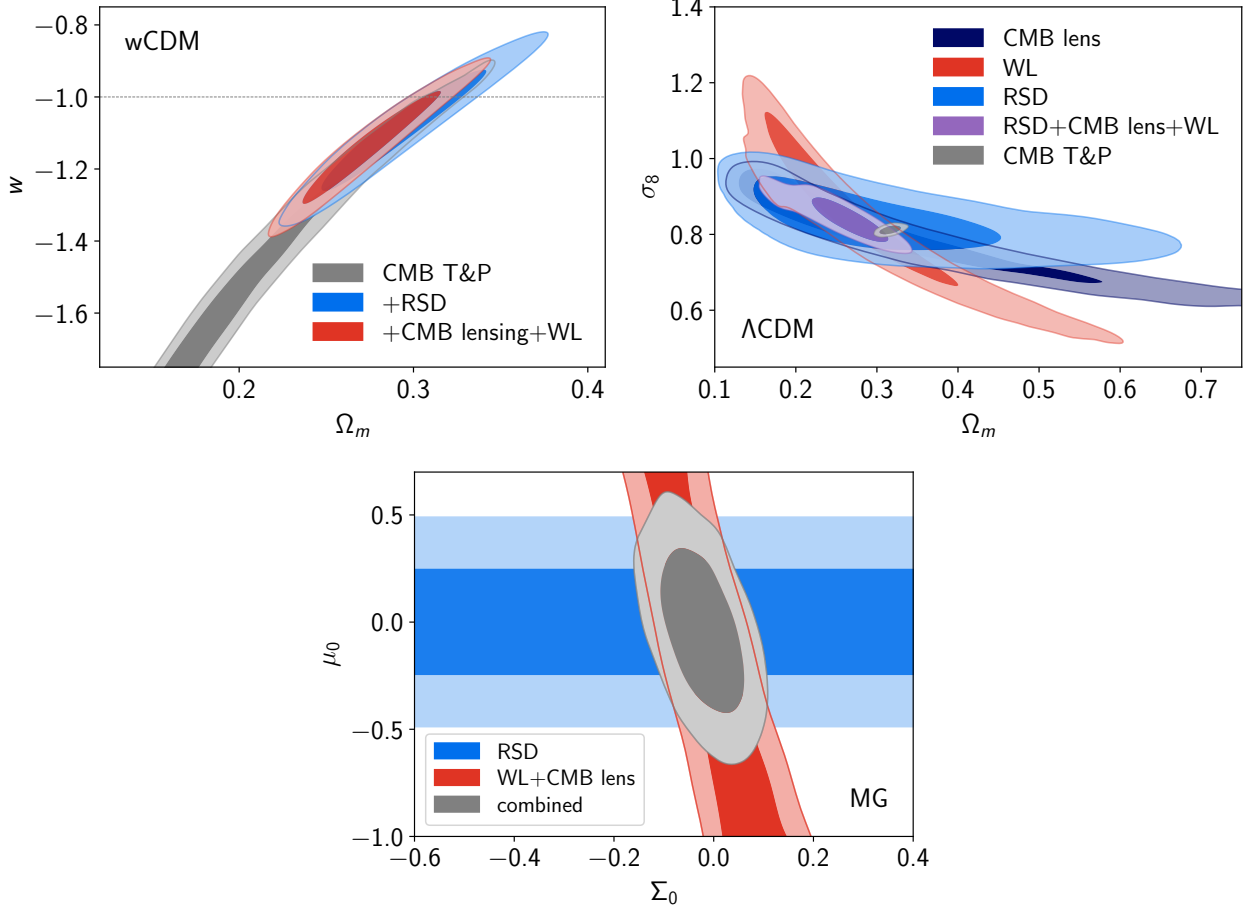 wCDM
−0.8
−1.0
−1.2
−1.4
−1.6
w
0.2
0.3
0.4
Ωm
CMB T&P
+RSD
+CMB lensing+WL
1.4
1.2
1.0
0.8
0.6
σ8
0.1
0.2
0.3
0.4
0.5
0.6
0.7
Ωm
CMB lens
WL
RSD
RSD+CMB lens+WL
CMB T&P
ΛCDM
0.5
0.0
−0.5
−1.0
μ0
−0.6
−0.4
−0.2
0.0
0.2
0.4
Σ0
RSD
WL+CMB lens
combined
MG